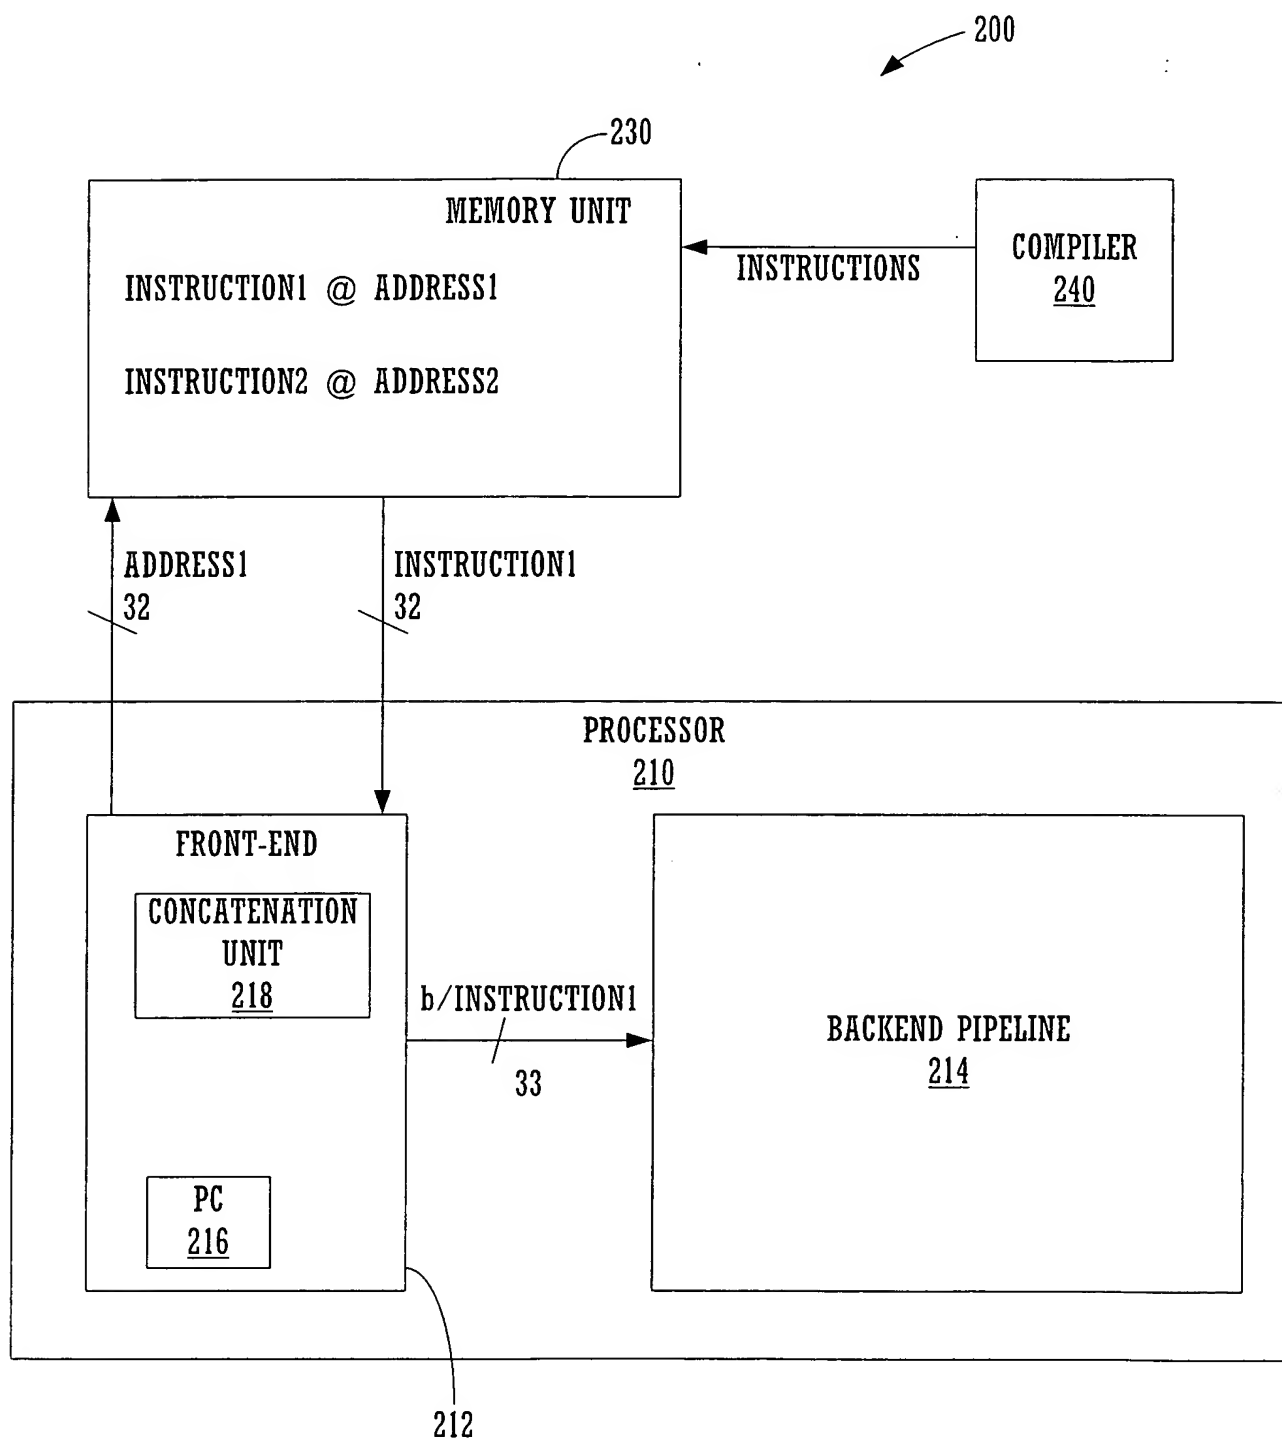 200
230
MEMORY UNIT
INSTRUCTION1 @ ADDRESS1
INSTRUCTION2 @ ADDRESS2
INSTRUCTIONS
COMPILER
240
ADDRESS1
32
INSTRUCTION1
32
PROCESSOR
210
FRONT-END
CONCATENATION
UNIT
218
b/INSTRUCTION1
33
BACKEND PIPELINE
214
PC
216
212